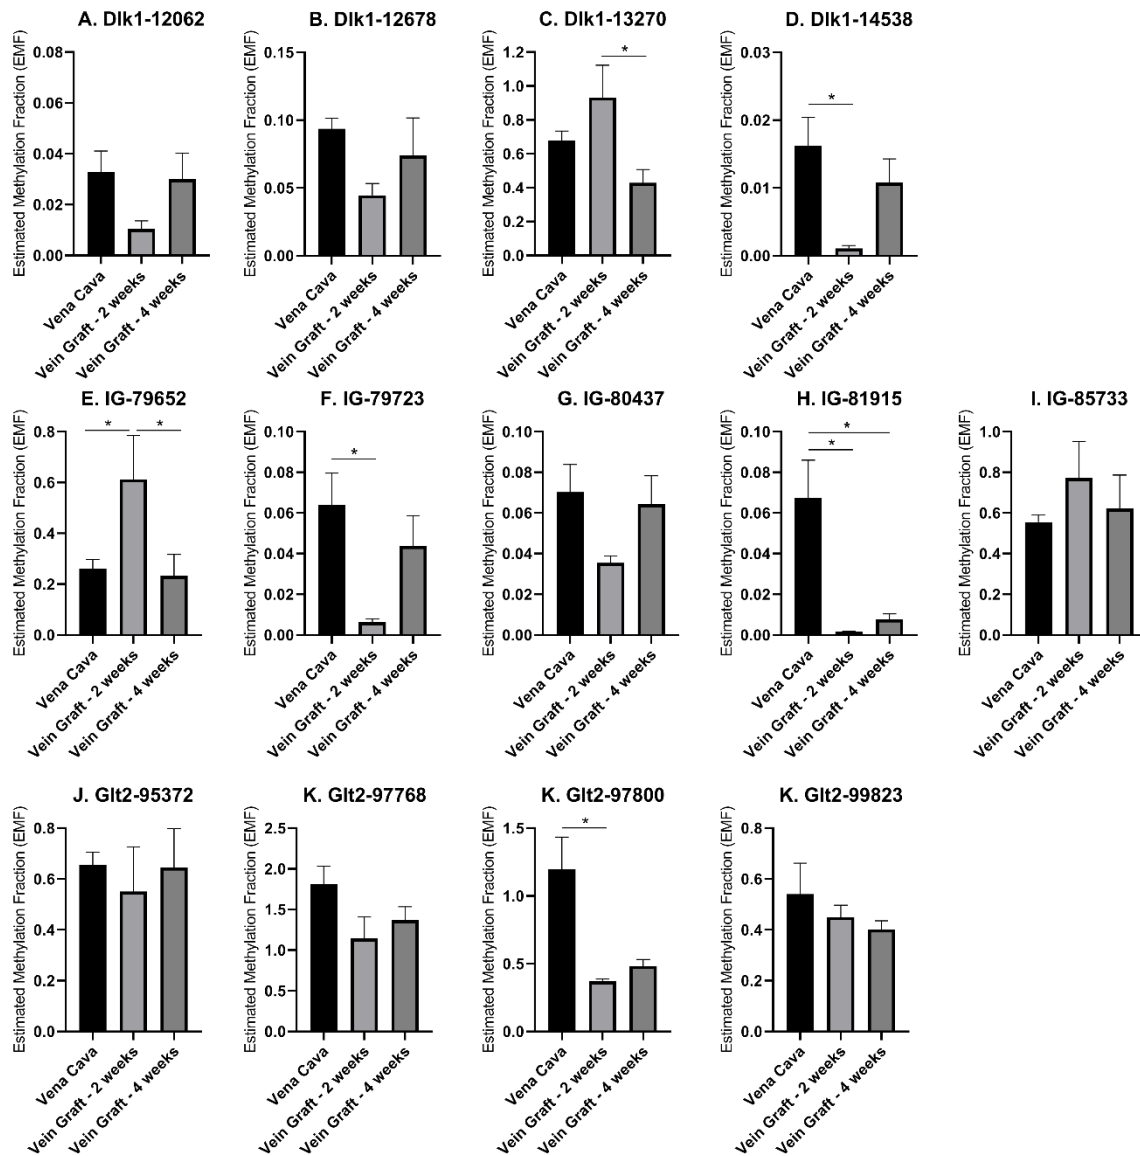 A. Dlk1-12062
Estimated Methylation Fraction (EMF)
0.08
0.06
0.04
0.02
0.00
Vena Cava
Vein Graft - 2 weeks
Vein Graft - 4 weeks
B. Dlk1-12678
Estimated Methylation Fraction (EMF)
0.15
0.10
0.05
0.00
Vena Cava
Vein Graft - 2 weeks
Vein Graft - 4 weeks
C. Dlk1-13270
Estimated Methylation Fraction (EMF)
1.2
1.0
0.8
0.6
0.4
0.2
0.0
*
Vena Cava
Vein Graft - 2 weeks
Vein Graft - 4 weeks
D. Dlk1-14538
Estimated Methylation Fraction (EMF)
0.03
0.02
0.01
0.00
*
Vena Cava
Vein Graft - 2 weeks
Vein Graft - 4 weeks
E. IG-79652
Estimated Methylation Fraction (EMF)
0.8
0.6
0.4
0.2
0.0
* *
Vena Cava
Vein Graft - 2 weeks
Vein Graft - 4 weeks
F. IG-79723
Estimated Methylation Fraction (EMF)
0.10
0.08
0.06
0.04
0.02
0.00
*
Vena Cava
Vein Graft - 2 weeks
Vein Graft - 4 weeks
G. IG-80437
Estimated Methylation Fraction (EMF)
0.10
0.08
0.06
0.04
0.02
0.00
Vena Cava
Vein Graft - 2 weeks
Vein Graft - 4 weeks
H. IG-81915
Estimated Methylation Fraction (EMF)
0.10
0.08
0.06
0.04
0.02
0.00
*
*
Vena Cava
Vein Graft - 2 weeks
Vein Graft - 4 weeks
I. IG-85733
Estimated Methylation Fraction (EMF)
1.0
0.8
0.6
0.4
0.2
0.0
Vena Cava
Vein Graft - 2 weeks
Vein Graft - 4 weeks
J. Glt2-95372
Estimated Methylation Fraction (EMF)
0.8
0.6
0.4
0.2
0.0
Vena Cava
Vein Graft - 2 weeks
Vein Graft - 4 weeks
K. Glt2-97768
Estimated Methylation Fraction (EMF)
2.5
2.0
1.5
1.0
0.5
0.0
Vena Cava
Vein Graft - 2 weeks
Vein Graft - 4 weeks
K. Glt2-97800
Estimated Methylation Fraction (EMF)
1.5
1.0
0.5
0.0
*
Vena Cava
Vein Graft - 2 weeks
Vein Graft - 4 weeks
K. Glt2-99823
Estimated Methylation Fraction (EMF)
0.8
0.6
0.4
0.2
0.0
Vena Cava
Vein Graft - 2 weeks
Vein Graft - 4 weeks